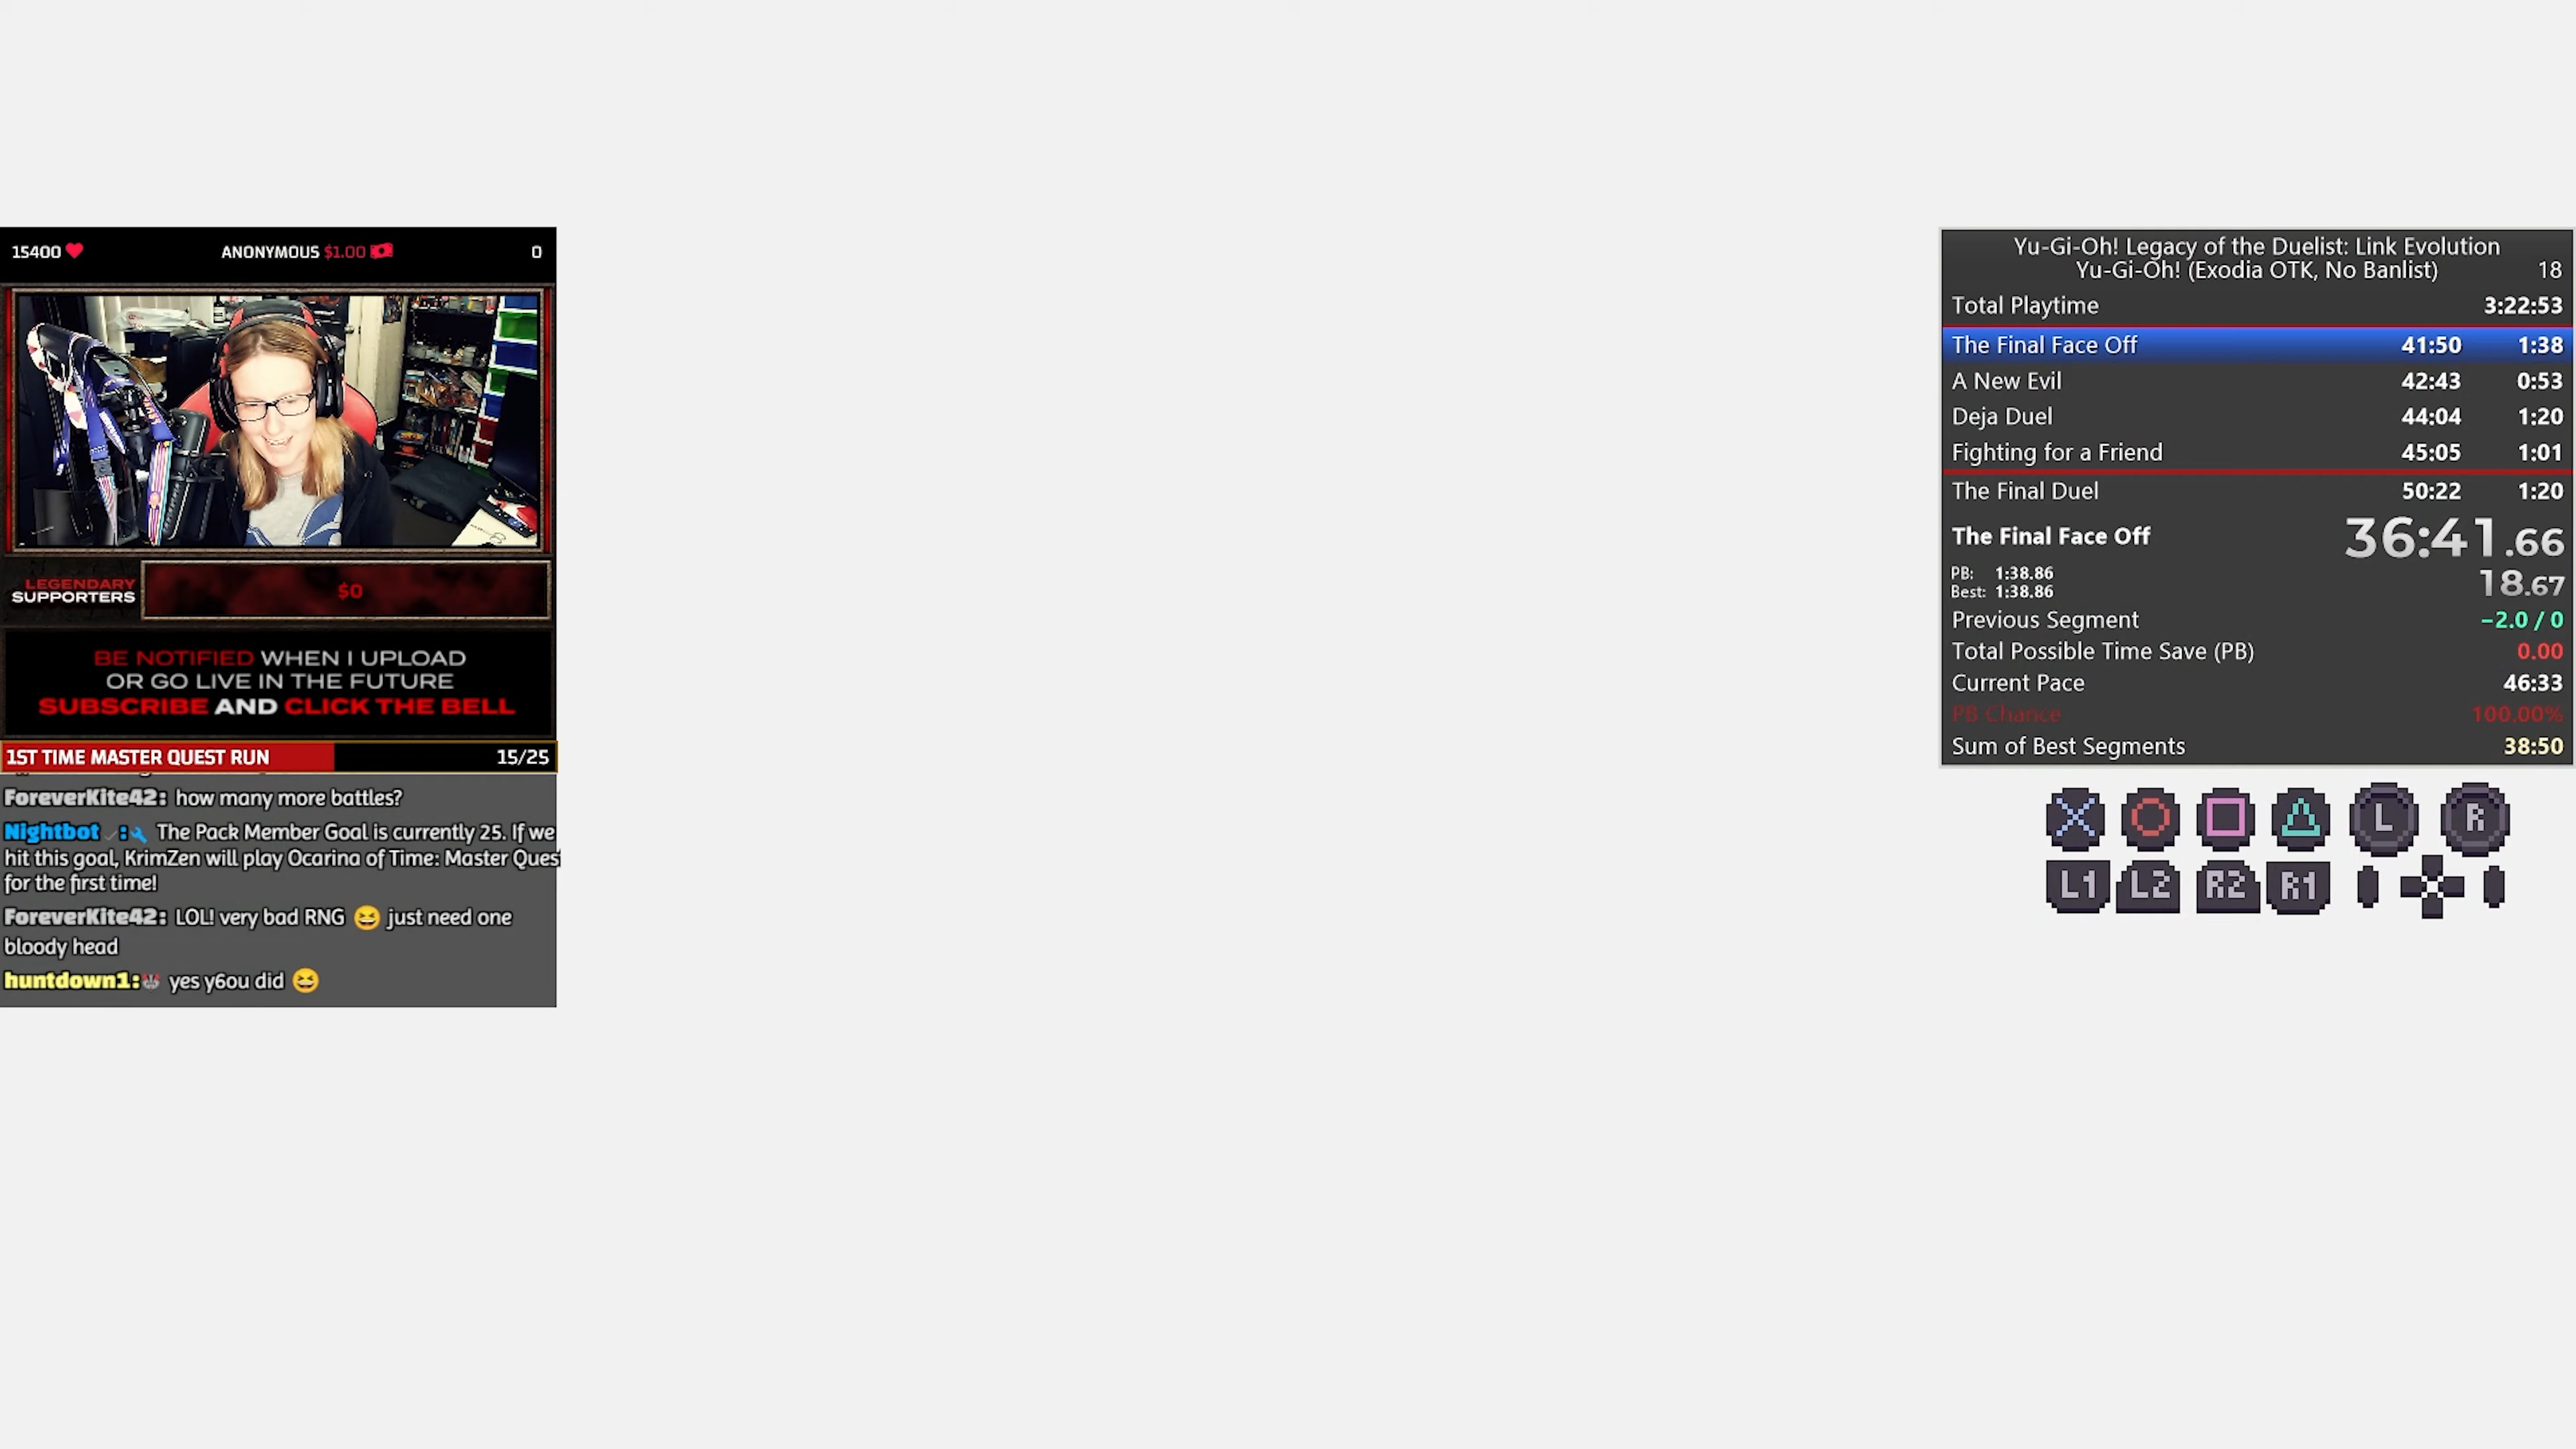 15400 ANONYMOUS $1.00 0
LEGENDARY
SUPPORTERS
$0
BE NOTIFIED WHEN I UPLOAD
OR GO LIVE IN THE FUTURE
SUBSCRIBE AND CLICK THE BELL
1ST TIME MASTER QUEST RUN 15/25
ForeverKite42: how many more battles?
Nightbot : The Pack Member Goal is currently 25. If we
hit this goal, KrimZen will play Ocarina of Time: Master Ques
for the first time!
ForeverKite42: LOL! very bad RNG 😆 just need one
bloody head
huntdown1: yes y6ou did 😆
Yu-Gi-Oh! Legacy of the Duelist: Link Evolution
Yu-Gi-Oh! (Exodia OTK, No Banlist) 18
Total Playtime 3:22:53
The Final Face Off 41:50 1:38
A New Evil 42:43 0:53
Deja Duel 44:04 1:20
Fighting for a Friend 45:05 1:01
The Final Duel 50:22 1:20
The Final Face Off 36:41.66
PB: 1:38.86
Best: 1:38.86
18.67
Previous Segment −2.0 / 0
Total Possible Time Save (PB) 0.00
Current Pace 46:33
PB Chance 100.00%
Sum of Best Segments 38:50
L R
L1 L2 R2 R1